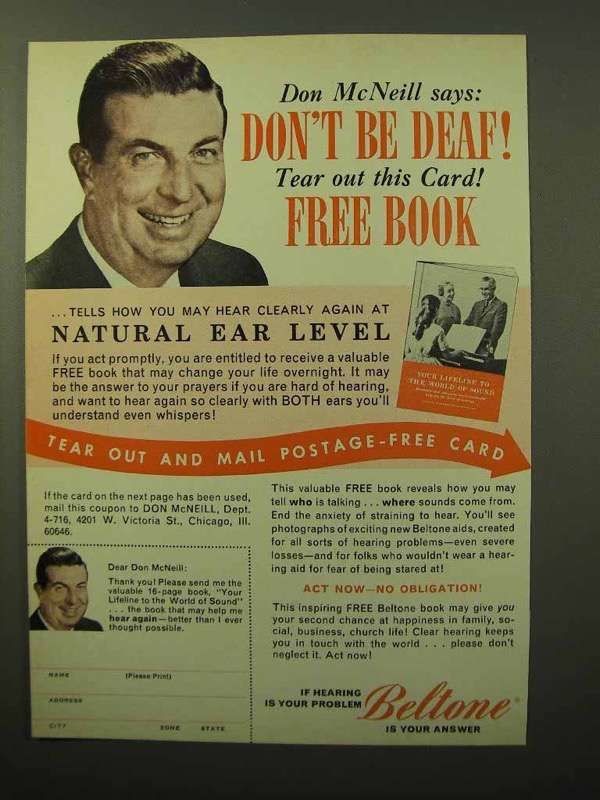 Don McNeill says:
DON'T BE DEAF!
Tear out this Card!
FREE BOOK
...TELLS HOW YOU MAY HEAR CLEARLY AGAIN AT
NATURAL EAR LEVEL
If you act promptly, you are entitled to receive a valuable
FREE book that may change your life overnight. It may
be the answer to your prayers if you are hard of hearing,
and want to hear again so clearly with BOTH ears you'll
understand even whispers!
YOUR LIFELINE TO
THE WORLD OF SOUND
TEAR OUT AND MAIL POSTAGE-FREE CARD
If the card on the next page has been used,
mail this coupon to DON McNEILL, Dept.
4-716, 4201 W. Victoria St., Chicago, Ill.
60646.
Dear Don McNeill:
Thank you! Please send me the
valuable 16-page book, "Your
Lifeline to the World of Sound"
. . . the book that may help me
hear again—better than I ever
thought possible.
NAME (Please Print)
ADDRESS
CITY ZONE STATE
This valuable FREE book reveals how you may
tell who is talking . . . where sounds come from.
End the anxiety of straining to hear. You'll see
photographs of exciting new Beltone aids, created
for all sorts of hearing problems—even severe
losses—and for folks who wouldn't wear a hear-
ing aid for fear of being stared at!
ACT NOW—NO OBLIGATION!
This inspiring FREE Beltone book may give you
your second chance at happiness in family, so-
cial, business, church life! Clear hearing keeps
you in touch with the world . . . please don't
neglect it. Act now!
IF HEARING
IS YOUR PROBLEM
Beltone®
IS YOUR ANSWER